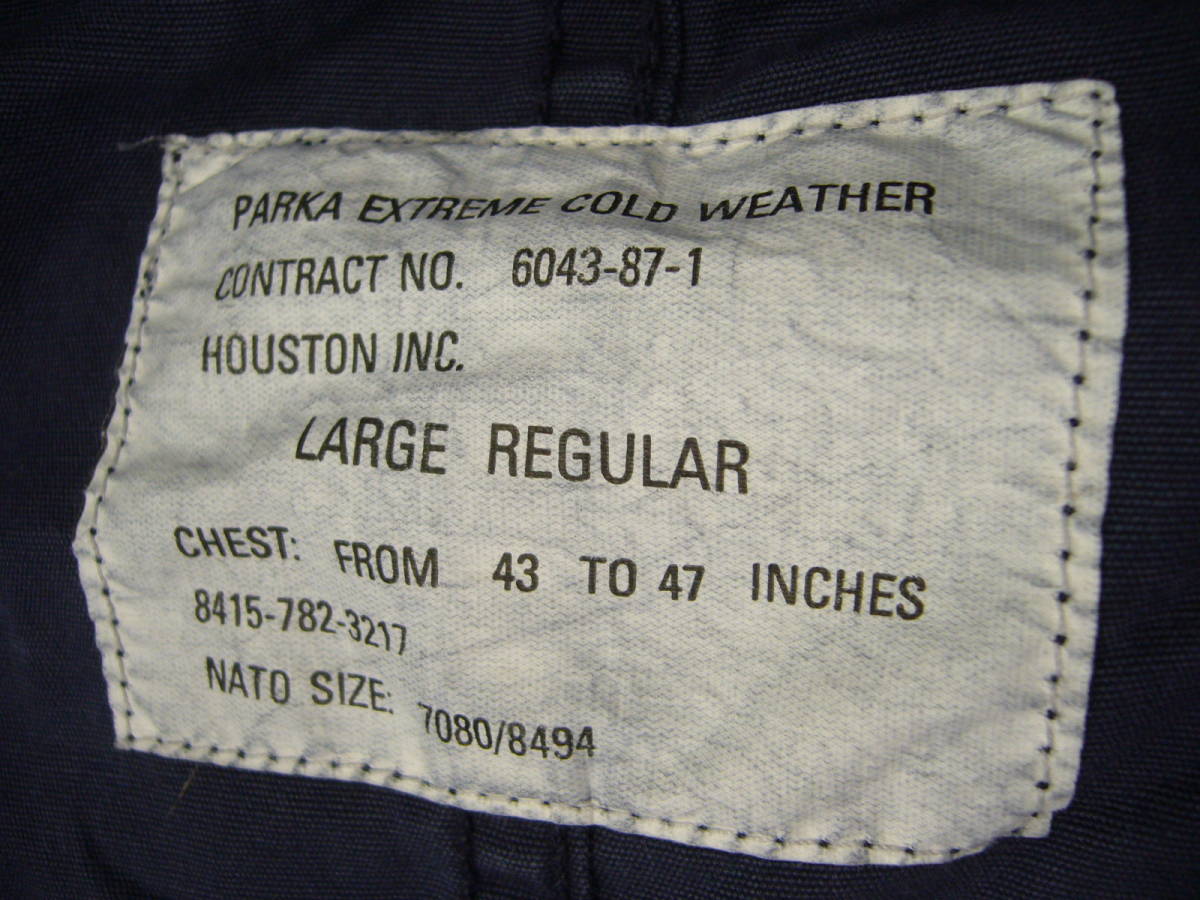 PARKA EXTREME COLD WEATHER
CONTRACT NO. 6043-87-1
HOUSTON INC.
LARGE REGULAR
CHEST: FROM 43 TO 47 INCHES
8415-782-3217
NATO SIZE: 7080/8494